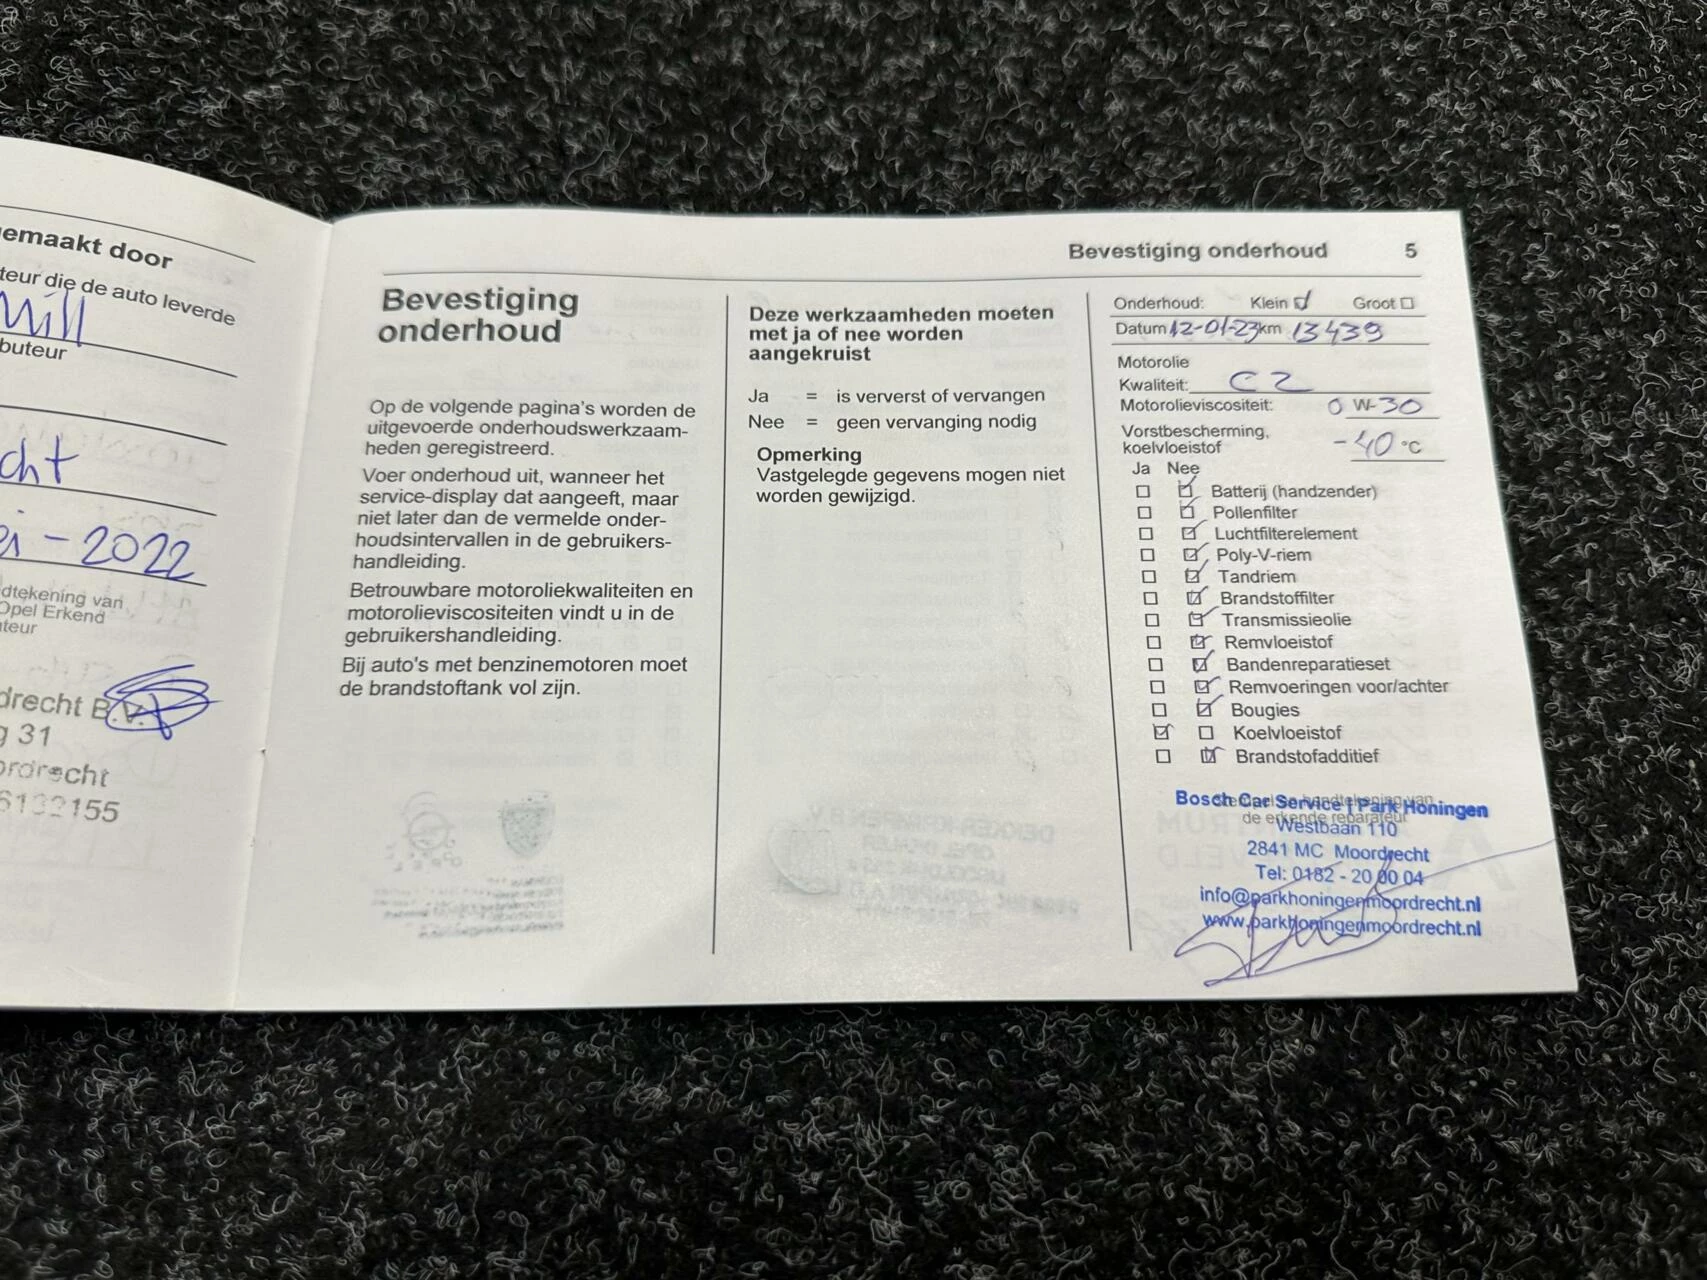 emaakt door
teur die de auto leverde
Mill
buteur
cht
ei - 2022
dtekening van
Opel Erkend
teur
drecht B.V.
g 31
ordrecht
6132155
Bevestiging onderhoud 5
Bevestiging
onderhoud
Op de volgende pagina's worden de
uitgevoerde onderhoudswerkzaam-
heden geregistreerd.
Voer onderhoud uit, wanneer het
service-display dat aangeeft, maar
niet later dan de vermelde onder-
houdsintervallen in de gebruikers-
handleiding.
Betrouwbare motoroliekwaliteiten en
motorolieviscositeiten vindt u in de
gebruikershandleiding.
Bij auto's met benzinemotoren moet
de brandstoftank vol zijn.
Deze werkzaamheden moeten
met ja of nee worden
aangekruist
Ja = is ververst of vervangen
Nee = geen vervanging nodig
Opmerking
Vastgelegde gegevens mogen niet
worden gewijzigd.
Onderhoud: Klein Groot
Datum 12-01-23 km 13439
Motorolie
Kwaliteit: C2
Motorolieviscositeit: 0 W-30
Vorstbescherming,
koelvloeistof -40 °C
Ja Nee
Batterij (handzender)
Pollenfilter
Luchtfilterelement
Poly-V-riem
Tandriem
Brandstoffilter
Transmissieolie
Remvloeistof
Bandenreparatieset
Remvoeringen voor/achter
Bougies
Koelvloeistof
Brandstofadditief
Bosch Car Service | Park Honingen
de erkende reparateur
Westbaan 110
2841 MC Moordrecht
Tel: 0182 - 20 00 04
info@parkhoningenmoordrecht.nl
www.parkhoningenmoordrecht.nl